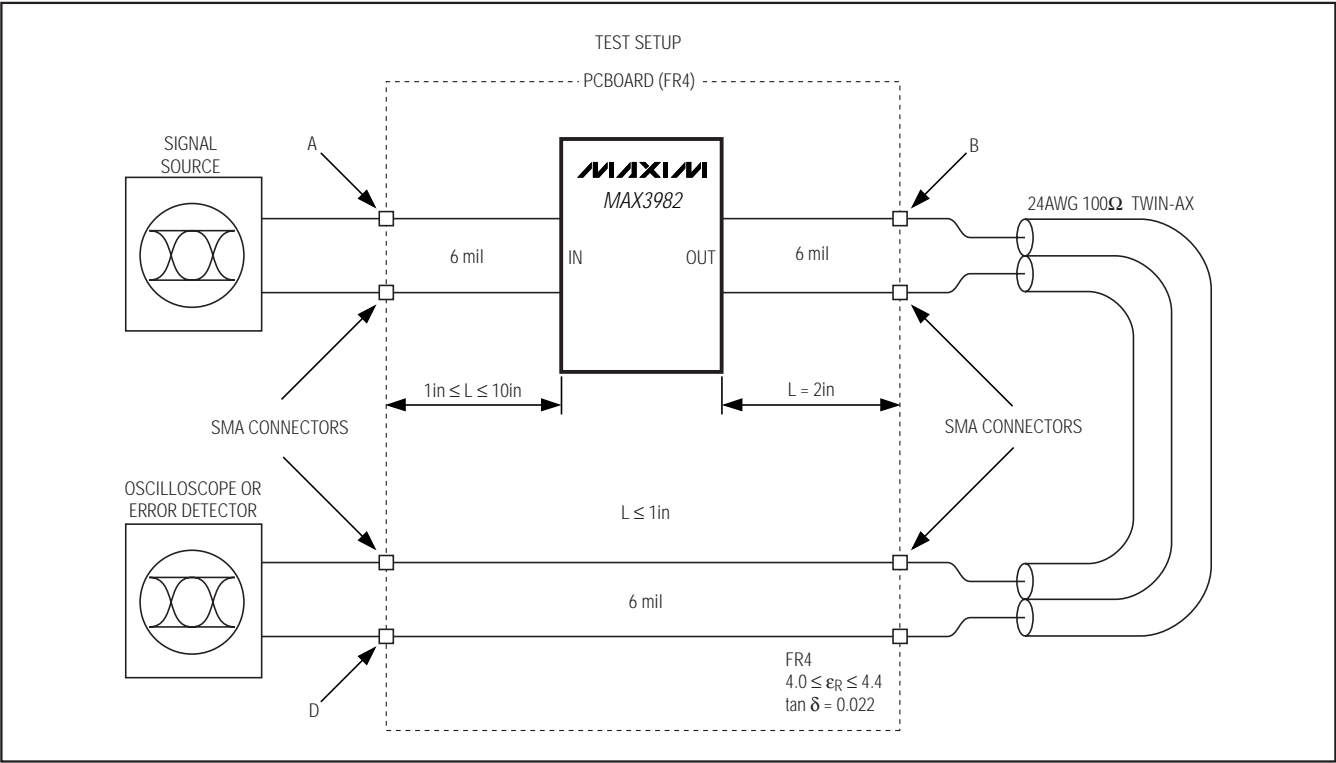 TEST SETUP
PCBOARD (FR4)
SIGNAL
SOURCE
A
B
MAXIM
MAX3982
24AWG 100Ω TWIN-AX
6 mil
IN
OUT
6 mil
1in ≤ L ≤ 10in
L = 2in
SMA CONNECTORS
SMA CONNECTORS
OSCILLOSCOPE OR
ERROR DETECTOR
L ≤ 1in
6 mil
FR4
4.0 ≤ εR ≤ 4.4
tan δ = 0.022
D